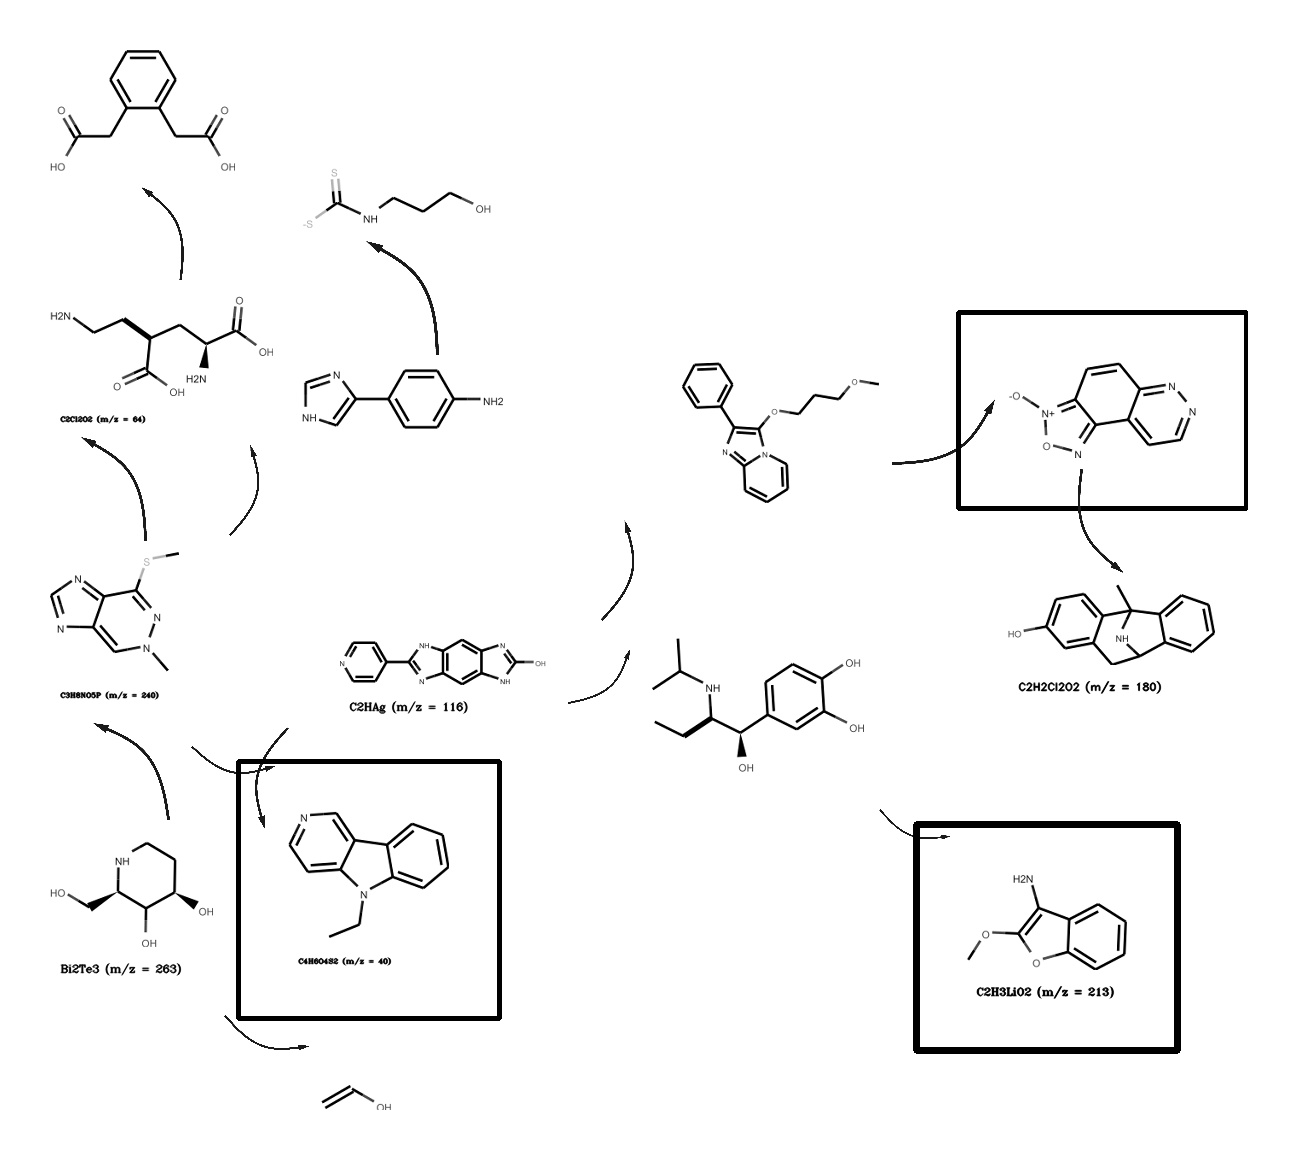 O
O
HO
OH
S
-S
NH
OH
H2N
O
OH
O
OH
H2N
C2Cl2O2 (m/z = 64)
N
NH
NH2
O
O
N
N
-O
N+
O
N
N
N
S
N
N
N
N
C3H8NO5P (m/z = 240)
N
NH
N
N
NH
OH
C2HAg (m/z = 116)
NH
OH
OH
OH
HO
NH
C2H2Cl2O2 (m/z = 180)
NH
HO
OH
OH
Bi2Te3 (m/z = 263)
N
N
C4H6O4S2 (m/z = 40)
H2N
O
O
C2H3LiO2 (m/z = 213)
OH